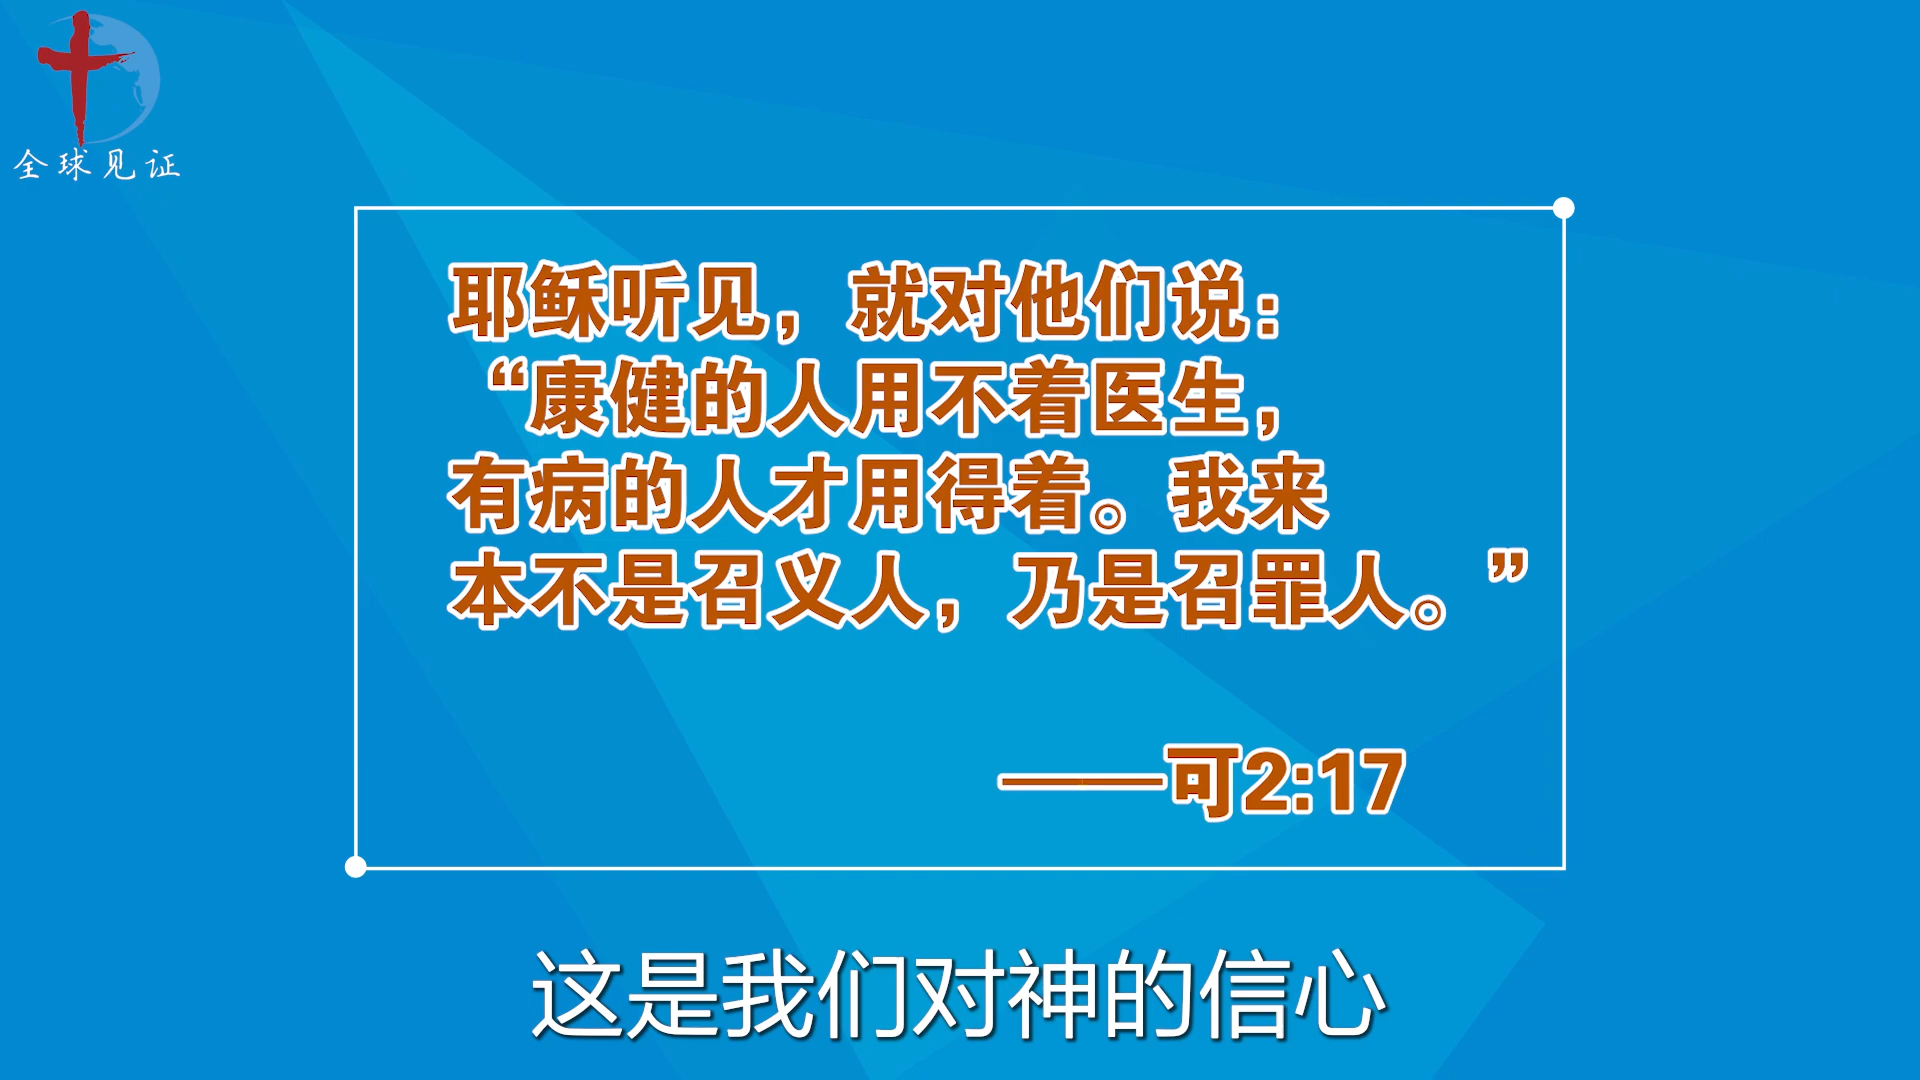 全球见证
耶稣听见，就对他们说：
“康健的人用不着医生，
有病的人才用得着。我来
本不是召义人，乃是召罪人。”
——可2:17
这是我们对神的信心